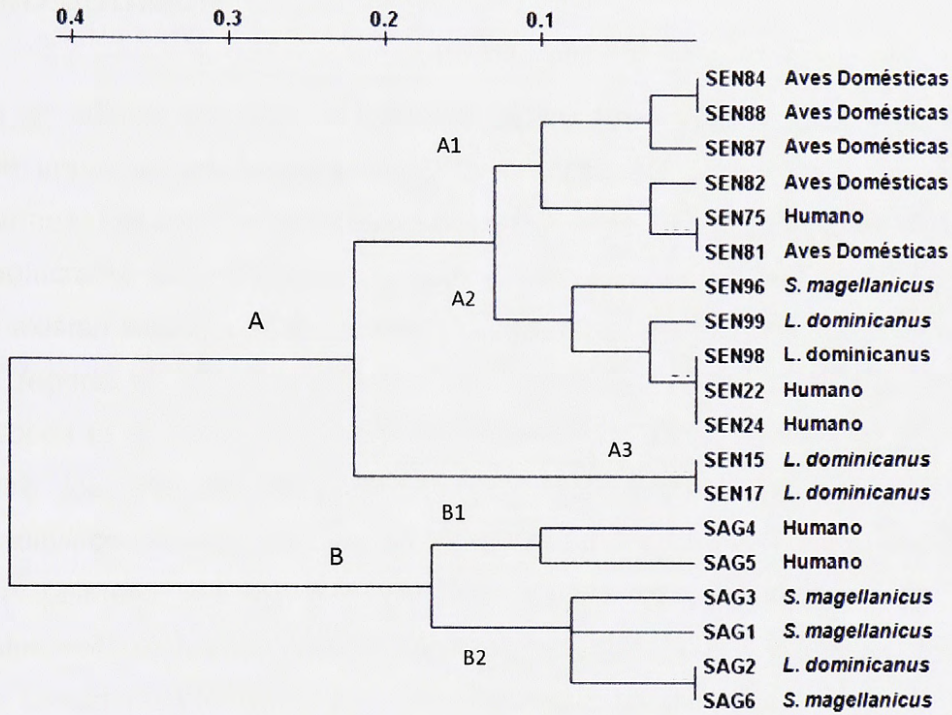 0.4 0.3 0.2 0.1
SEN84 Aves Domésticas
SEN88 Aves Domésticas
A1
SEN87 Aves Domésticas
SEN82 Aves Domésticas
SEN75 Humano
SEN81 Aves Domésticas
A2
SEN96 S. magellanicus
A
SEN99 L. dominicanus
SEN98 L. dominicanus
SEN22 Humano
SEN24 Humano
A3
SEN15 L. dominicanus
SEN17 L. dominicanus
B1
SAG4 Humano
B
SAG5 Humano
SAG3 S. magellanicus
SAG1 S. magellanicus
B2
SAG2 L. dominicanus
SAG6 S. magellanicus